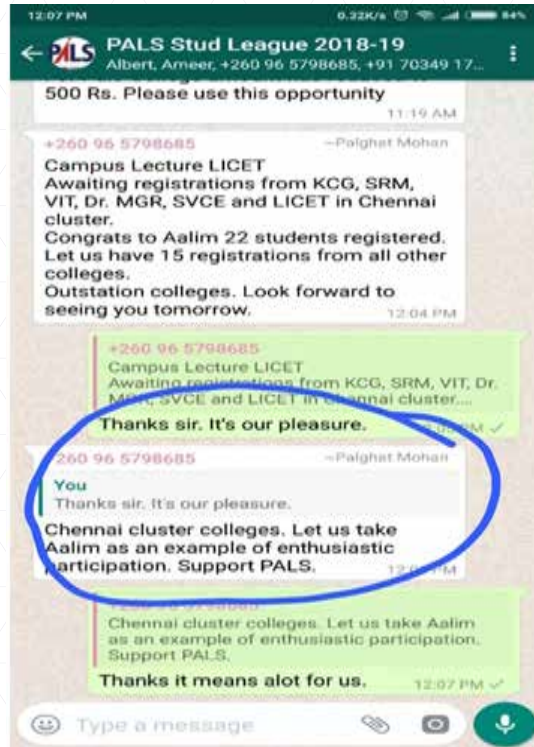 12:07 PM
0.32K/s
84%
PALS
PALS Stud League 2018-19
Albert, Ameer, +260 96 5798685, +91 70349 17...
500 Rs. Please use this opportunity
11:19 AM
+260 96 5798685
~Palghat Mohan
Campus Lecture LICET
Awaiting registrations from KCG, SRM,
VIT, Dr. MGR, SVCE and LICET in Chennai
cluster.
Congrats to Aalim 22 students registered.
Let us have 15 registrations from all other
colleges.
Outstation colleges. Look forward to
seeing you tomorrow.
12:04 PM
+260 96 5798685
Campus Lecture LICET
Awaiting registrations from KCG, SRM, VIT, Dr.
MGR, SVCE and LICET in Chennai cluster....
Thanks sir. It's our pleasure.
PM
260 96 5798685
~Palghat Mohan
You
Thanks sir. It's our pleasure.
Chennai cluster colleges. Let us take
Aalim as an example of enthusiastic
participation. Support PALS.
PM
+260 96 5798685
Chennai cluster colleges. Let us take Aalim
as an example of enthusiastic participation.
Support PALS.
Thanks it means alot for us.
12:07 PM
Type a message